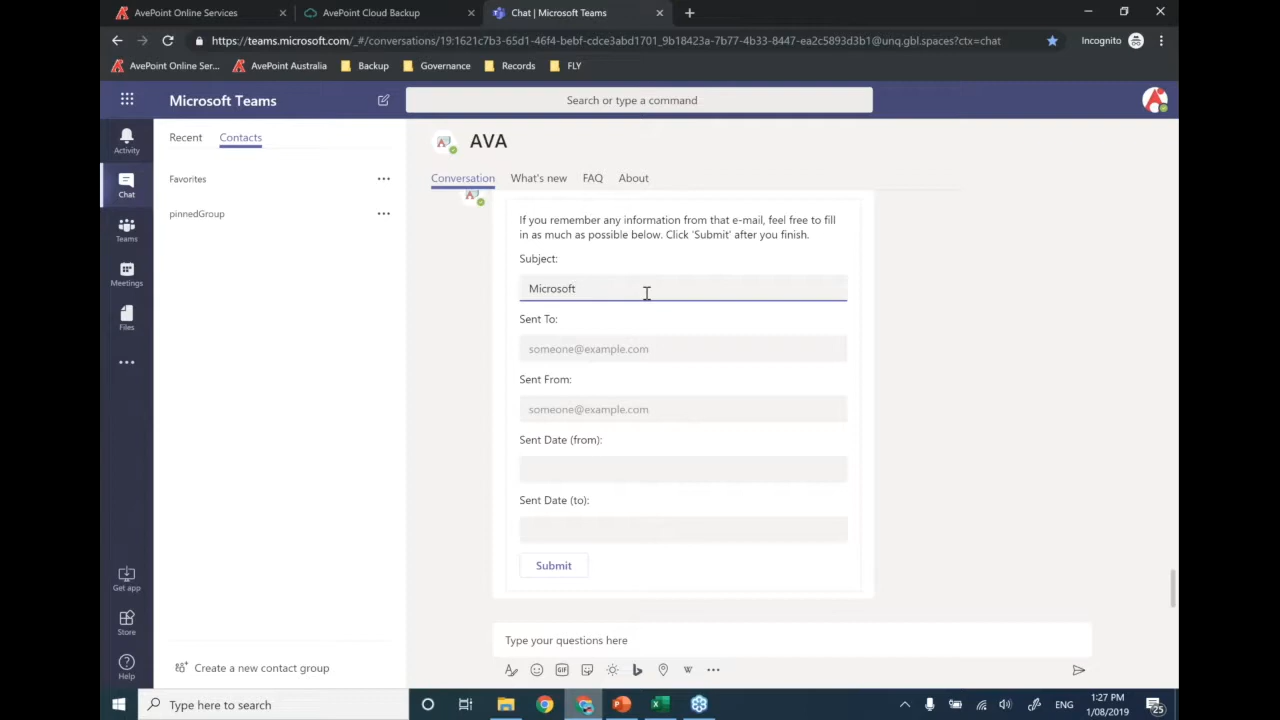 AvePoint Online Services
AvePoint Cloud Backup
Chat | Microsoft Teams
https://teams.microsoft.com/_#/conversations/19:1621c7b3-65d1-46f4-bebf-cdce3abd1701_9b18423a-7b77-4b33-8447-ea2c5893d3b1@unq.gbl.spaces?ctx=chat
Incognito
AvePoint Online Ser...
AvePoint Australia
Backup
Governance
Records
FLY
Microsoft Teams
Search or type a command
Activity
Chat
Teams
Meetings
Files
Get app
Store
Help
Recent
Contacts
Favorites
pinnedGroup
Create a new contact group
AVA
Conversation
What's new
FAQ
About
If you remember any information from that e-mail, feel free to fill
in as much as possible below. Click 'Submit' after you finish.
Subject:
Microsoft
Sent To:
someone@example.com
Sent From:
someone@example.com
Sent Date (from):
Sent Date (to):
Submit
Type your questions here
GIF
W
Type here to search
ENG
1:27 PM
1/08/2019
25